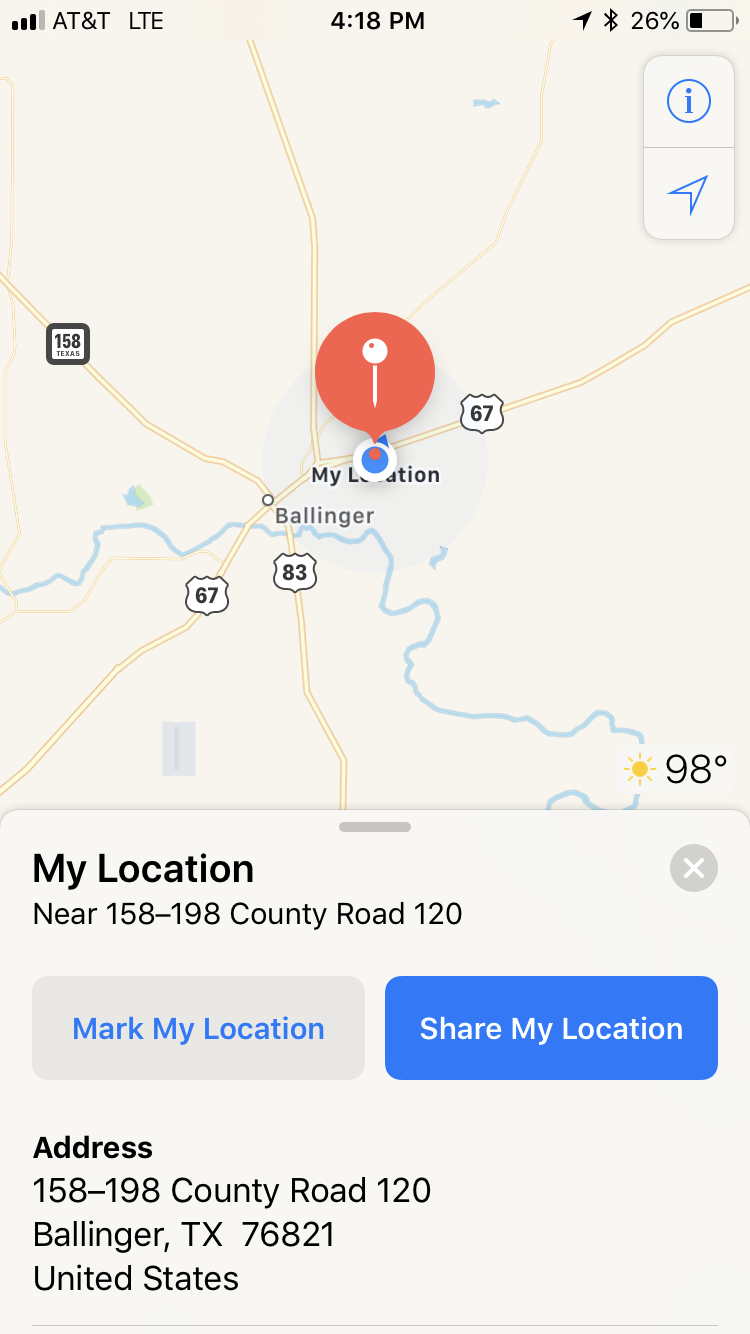 AT&T LTE 4:18 PM 26%
158
TEXAS
67
My Location
Ballinger
83
67
98°
My Location
Near 158–198 County Road 120
Mark My Location
Share My Location
Address
158–198 County Road 120
Ballinger, TX 76821
United States